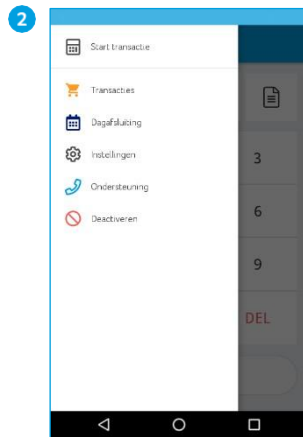 2
Start transactie
Transacties
Dagafsluiting
Instellingen
Ondersteuning
Deactiveren
3
6
9
DEL